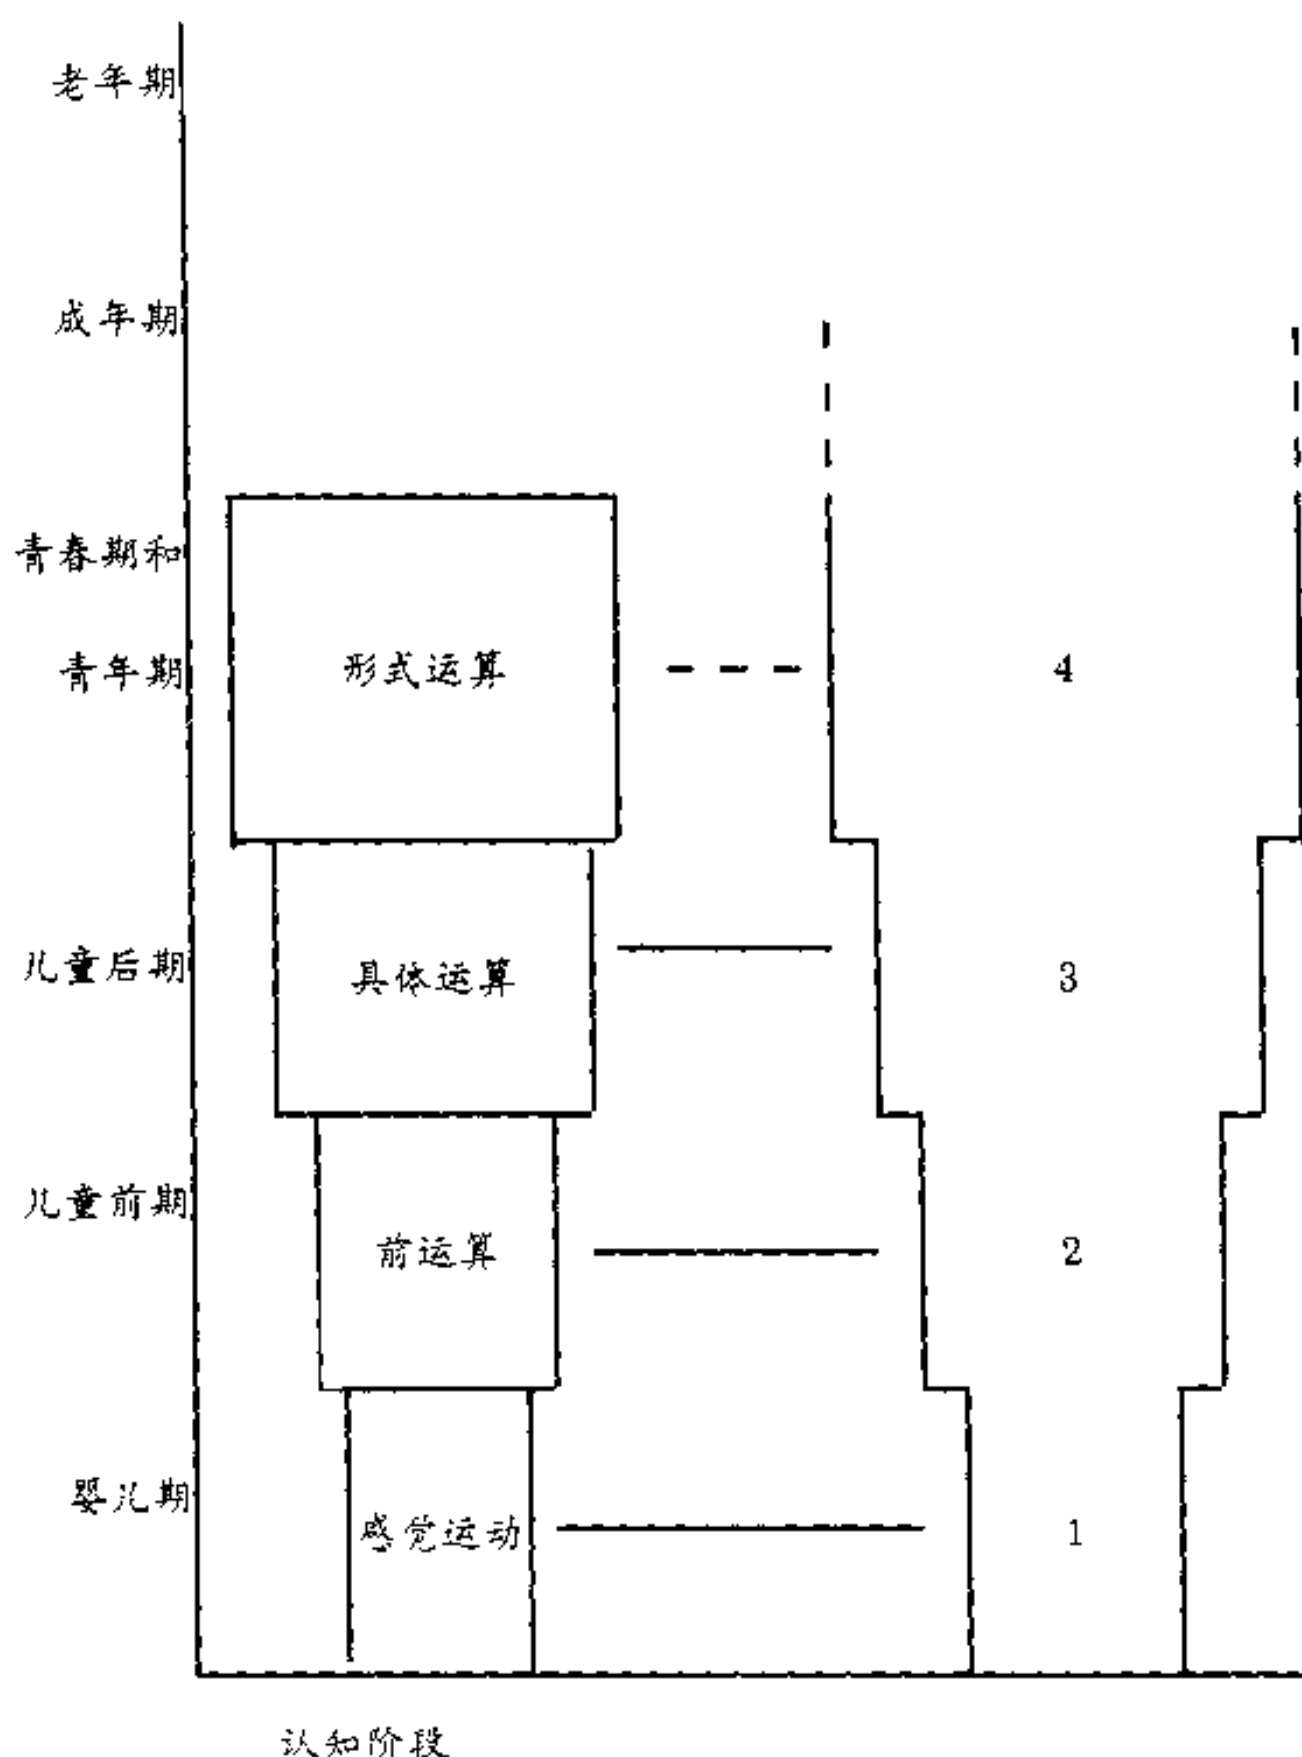 老年期
成年期
青春期和
青年期
形式运算
4
儿童后期
具体运算
3
儿童前期
前运算
2
婴儿期
感觉运动
1
认知阶段